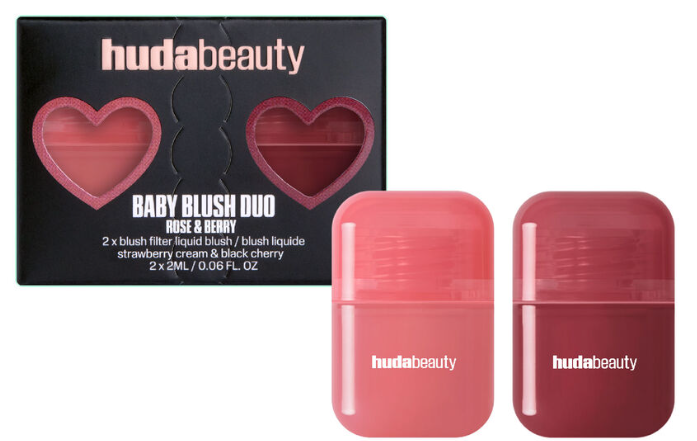 hudabeauty
BABY BLUSH DUO
ROSE & BERRY
2 x blush filter liquid blush / blush liquide
strawberry cream & black cherry
2 x 2ML / 0.06 FL. OZ
hudabeauty
hudabeauty